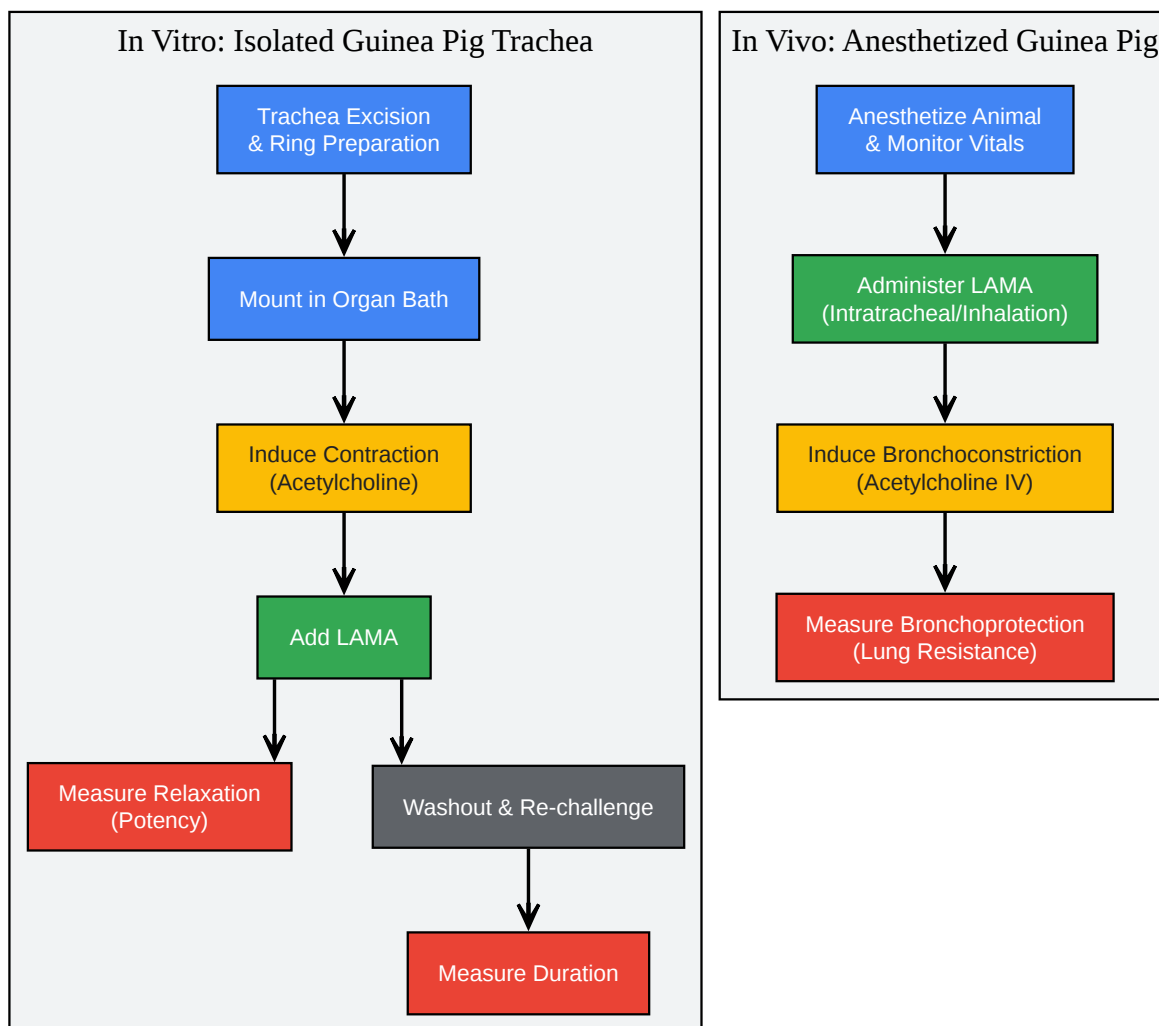 In Vitro: Isolated Guinea Pig Trachea
Trachea Excision
& Ring Preparation
Mount in Organ Bath
Induce Contraction
(Acetylcholine)
Add LAMA
Measure Relaxation
(Potency)
Washout & Re-challenge
Measure Duration
In Vivo: Anesthetized Guinea Pig
Anesthetize Animal
& Monitor Vitals
Administer LAMA
(Intratracheal/Inhalation)
Induce Bronchoconstriction
(Acetylcholine IV)
Measure Bronchoprotection
(Lung Resistance)